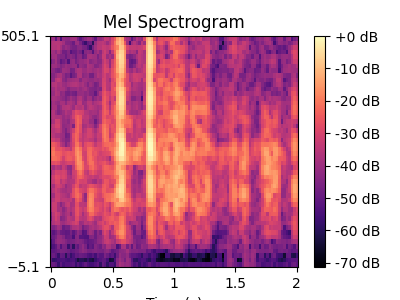 Mel Spectrogram
505.1
−5.1
0
0.5
1
1.5
2
+0 dB
-10 dB
-20 dB
-30 dB
-40 dB
-50 dB
-60 dB
-70 dB